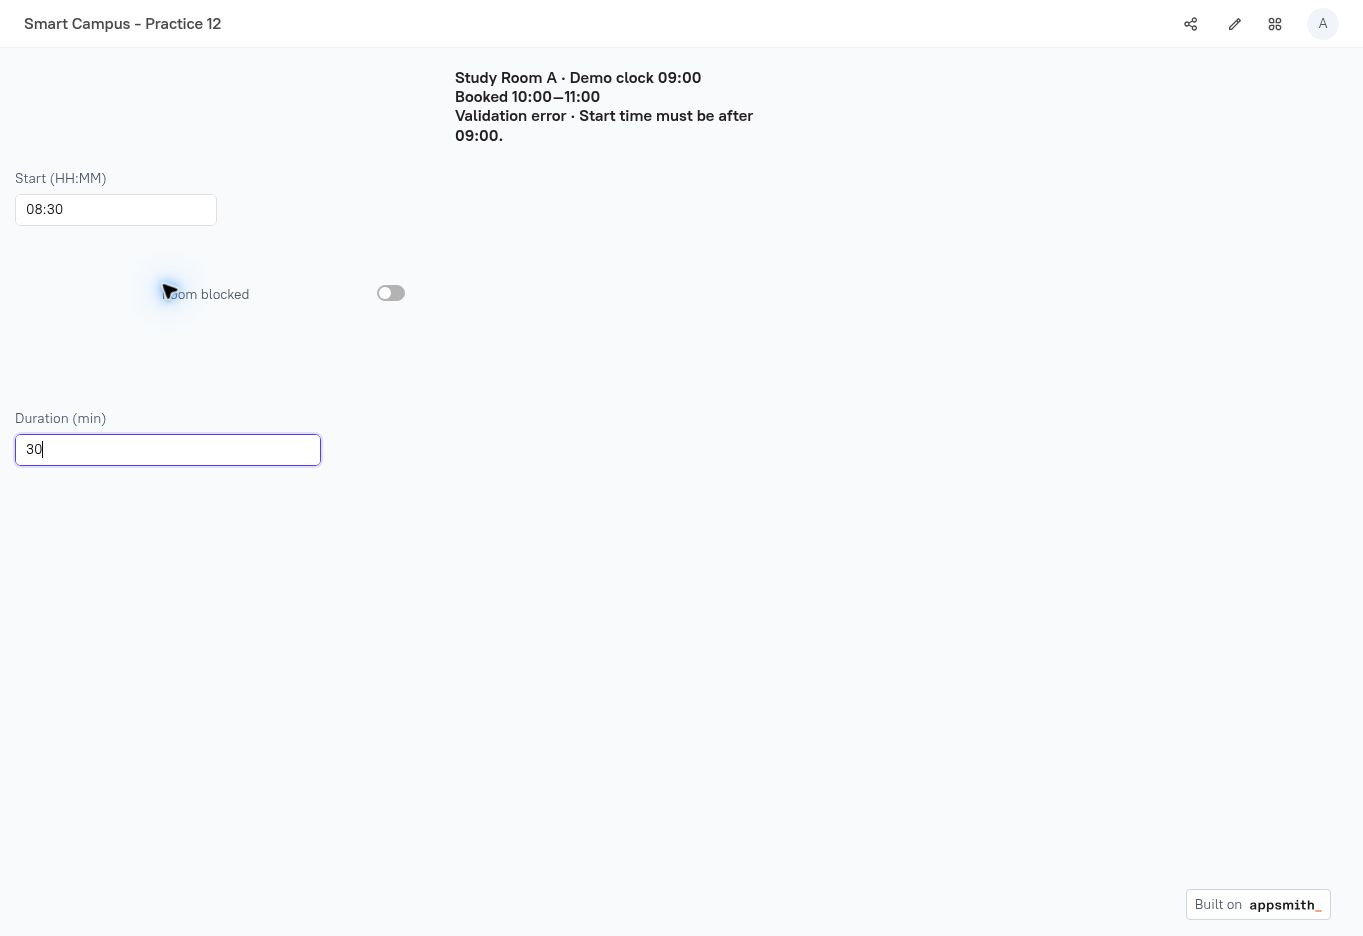 Smart Campus - Practice 12
A
Study Room A · Demo clock 09:00
Booked 10:00–11:00
Validation error · Start time must be after
09:00.
Start (HH:MM)
08:30
Room blocked
Duration (min)
30
Built on appsmith_